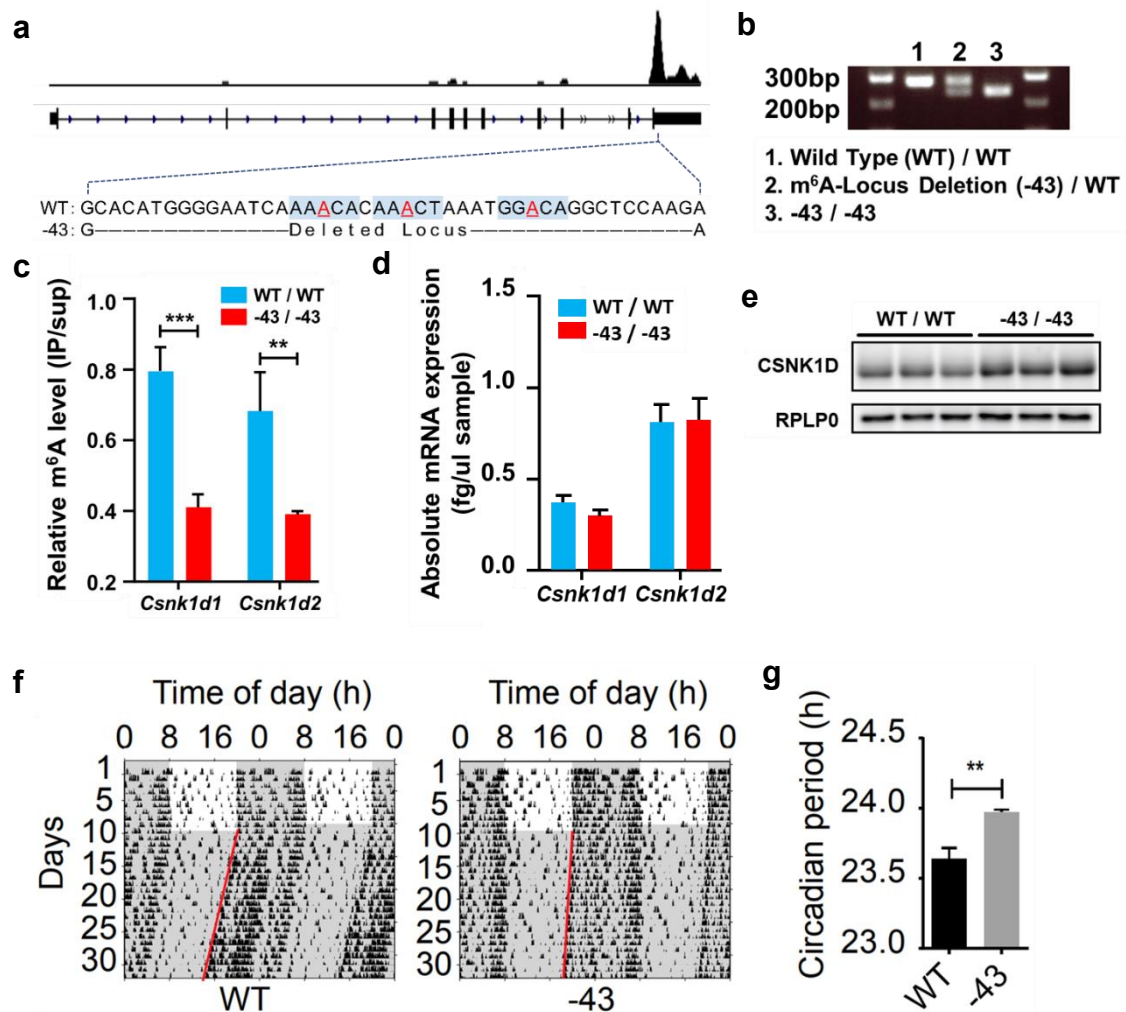 a
WT: GCACATGGGGAATCAAAACACAAACTAAATGGACAGGCTCCAAGA
-43: G Deleted Locus A
b
1 2 3
300bp
200bp
1. Wild Type (WT) / WT
2. m⁶A-Locus Deletion (-43) / WT
3. -43 / -43
c
Relative m⁶A level (IP/sup)
1.0
0.8
0.6
0.4
0.2
WT / WT
-43 / -43
***
**
Csnk1d1 Csnk1d2
d
Absolute mRNA expression
(fg/ul sample)
1.5
1.0
0.5
0.0
WT / WT
-43 / -43
Csnk1d1 Csnk1d2
e
WT / WT -43 / -43
CSNK1D
RPLP0
f
Time of day (h) Time of day (h)
0 8 16 0 8 16 0 0 8 16 0 8 16 0
Days
1
5
10
15
20
25
30
1
5
10
15
20
25
30
WT -43
g
Circadian period (h)
24.5
24.0
23.5
23.0
**
WT -43